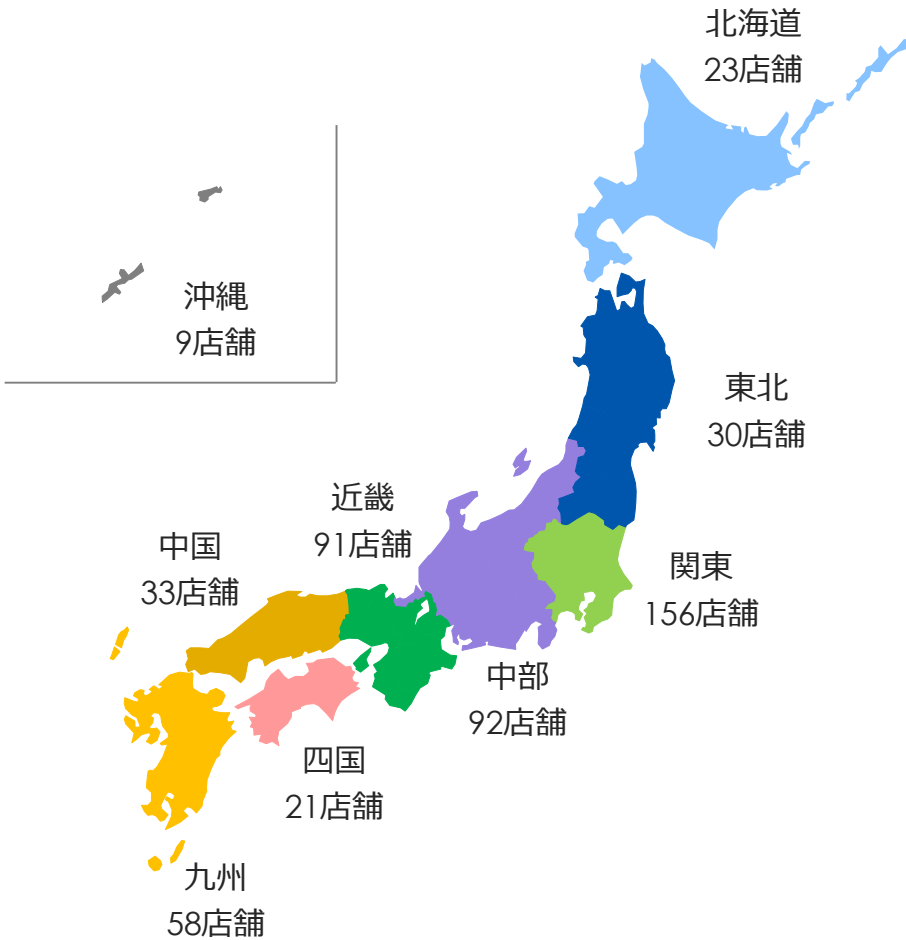 北海道
23店舗
沖縄
9店舗
東北
30店舗
近畿
91店舗
中国
33店舗
関東
156店舗
中部
92店舗
四国
21店舗
九州
58店舗